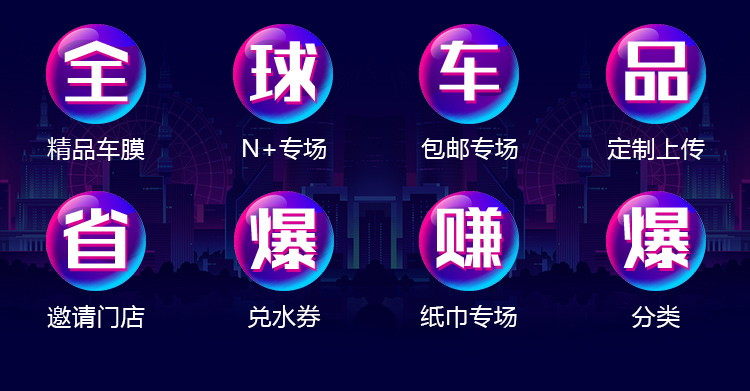 全 球 车 品
精品车膜 N+专场 包邮专场 定制上传
省 爆 赚 爆
邀请门店 兑水券 纸巾专场 分类